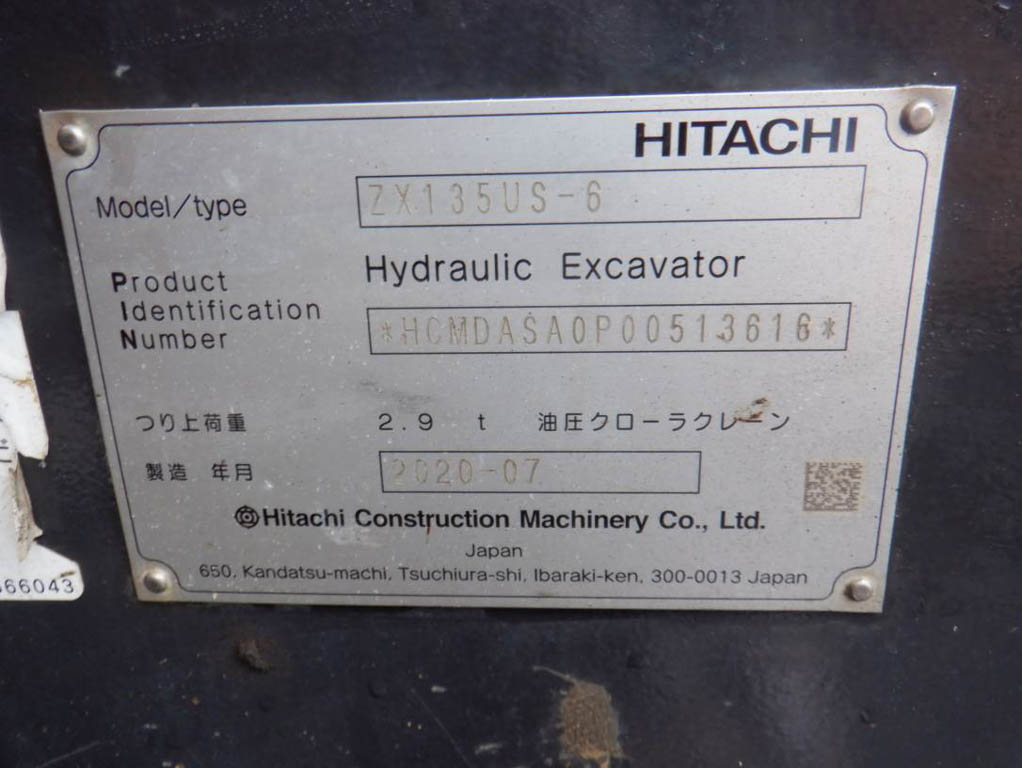 HITACHI
Model/type ZX135US-6
Hydraulic Excavator
Product
Identification
Number *HCMDASA0P00513616*
つり上荷重 2.9 t 油圧クローラクレーン
製造 年月 2020-07
Hitachi Construction Machinery Co., Ltd.
Japan
650, Kandatsu-machi, Tsuchiura-shi, Ibaraki-ken, 300-0013 Japan
66043